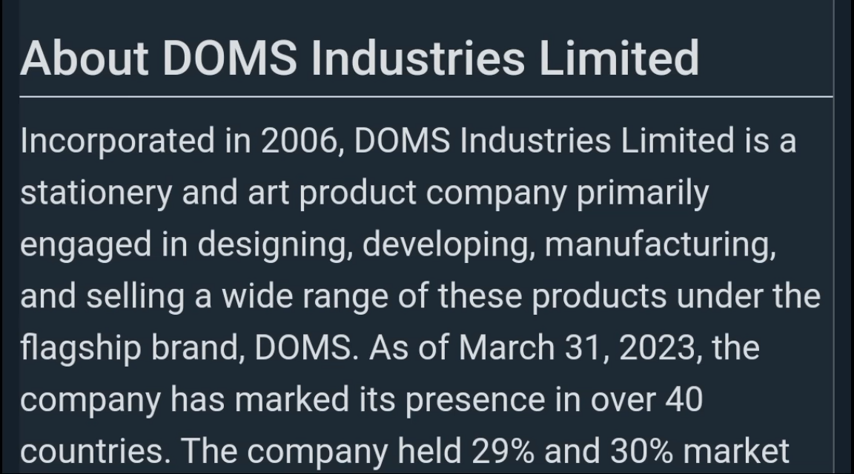 About DOMS Industries Limited
Incorporated in 2006, DOMS Industries Limited is a
stationery and art product company primarily
engaged in designing, developing, manufacturing,
and selling a wide range of these products under the
flagship brand, DOMS. As of March 31, 2023, the
company has marked its presence in over 40
countries. The company held 29% and 30% market